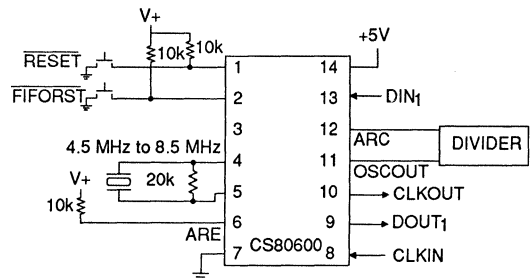 V+
+5V
10k
10k
RESET
1
14
FIFORST
2
13
DIN1
3
12
ARC
DIVIDER
4.5 MHz to 8.5 MHz
4
11
OSCOUT
V+
20k
5
10
CLKOUT
10k
6
9
DOUT1
ARE
7
CS80600
8
CLKIN